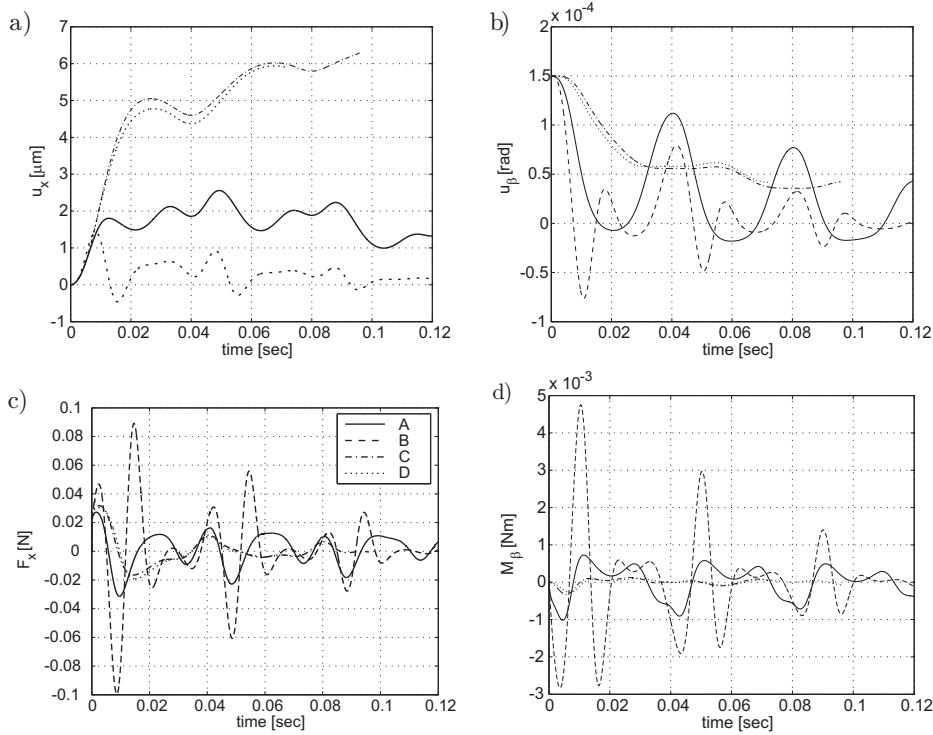 a)
7
6
5
4
3
2
1
0
-1
u_x [μm]
0 0.02 0.04 0.06 0.08 0.1 0.12
time [sec]
b)
x 10^-4
2
1.5
1
0.5
0
-0.5
-1
u_β [rad]
0 0.02 0.04 0.06 0.08 0.1 0.12
time [sec]
c)
0.1
0.08
0.06
0.04
0.02
0
-0.02
-0.04
-0.06
-0.08
-0.1
F_x [N]
A
B
C
D
0 0.02 0.04 0.06 0.08 0.1 0.12
time [sec]
d)
x 10^-3
5
4
3
2
1
0
-1
-2
-3
M_β [Nm]
0 0.02 0.04 0.06 0.08 0.1 0.12
time [sec]